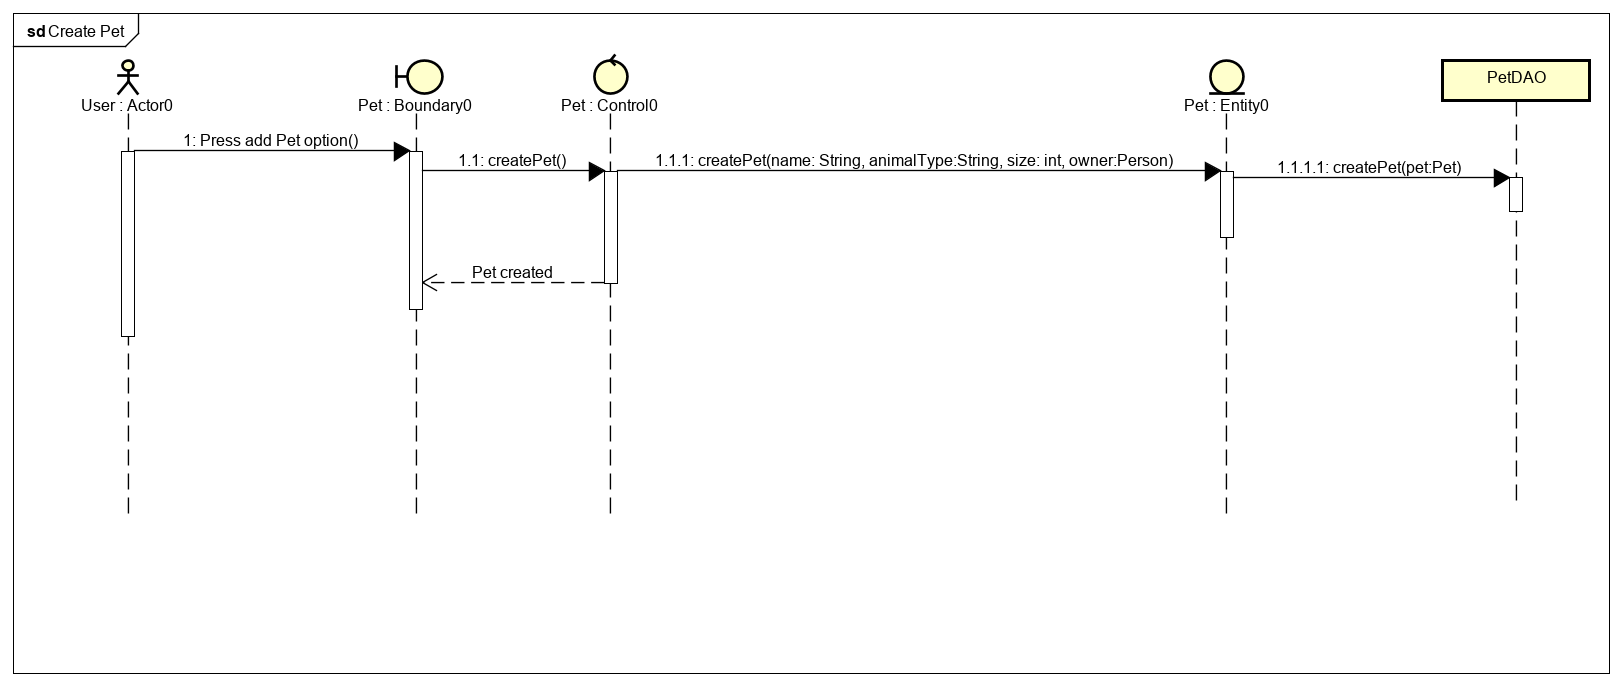 sd Create Pet
User : Actor0
Pet : Boundary0
Pet : Control0
Pet : Entity0
PetDAO
1: Press add Pet option()
1.1: createPet()
1.1.1: createPet(name: String, animalType:String, size: int, owner:Person)
1.1.1.1: createPet(pet:Pet)
Pet created